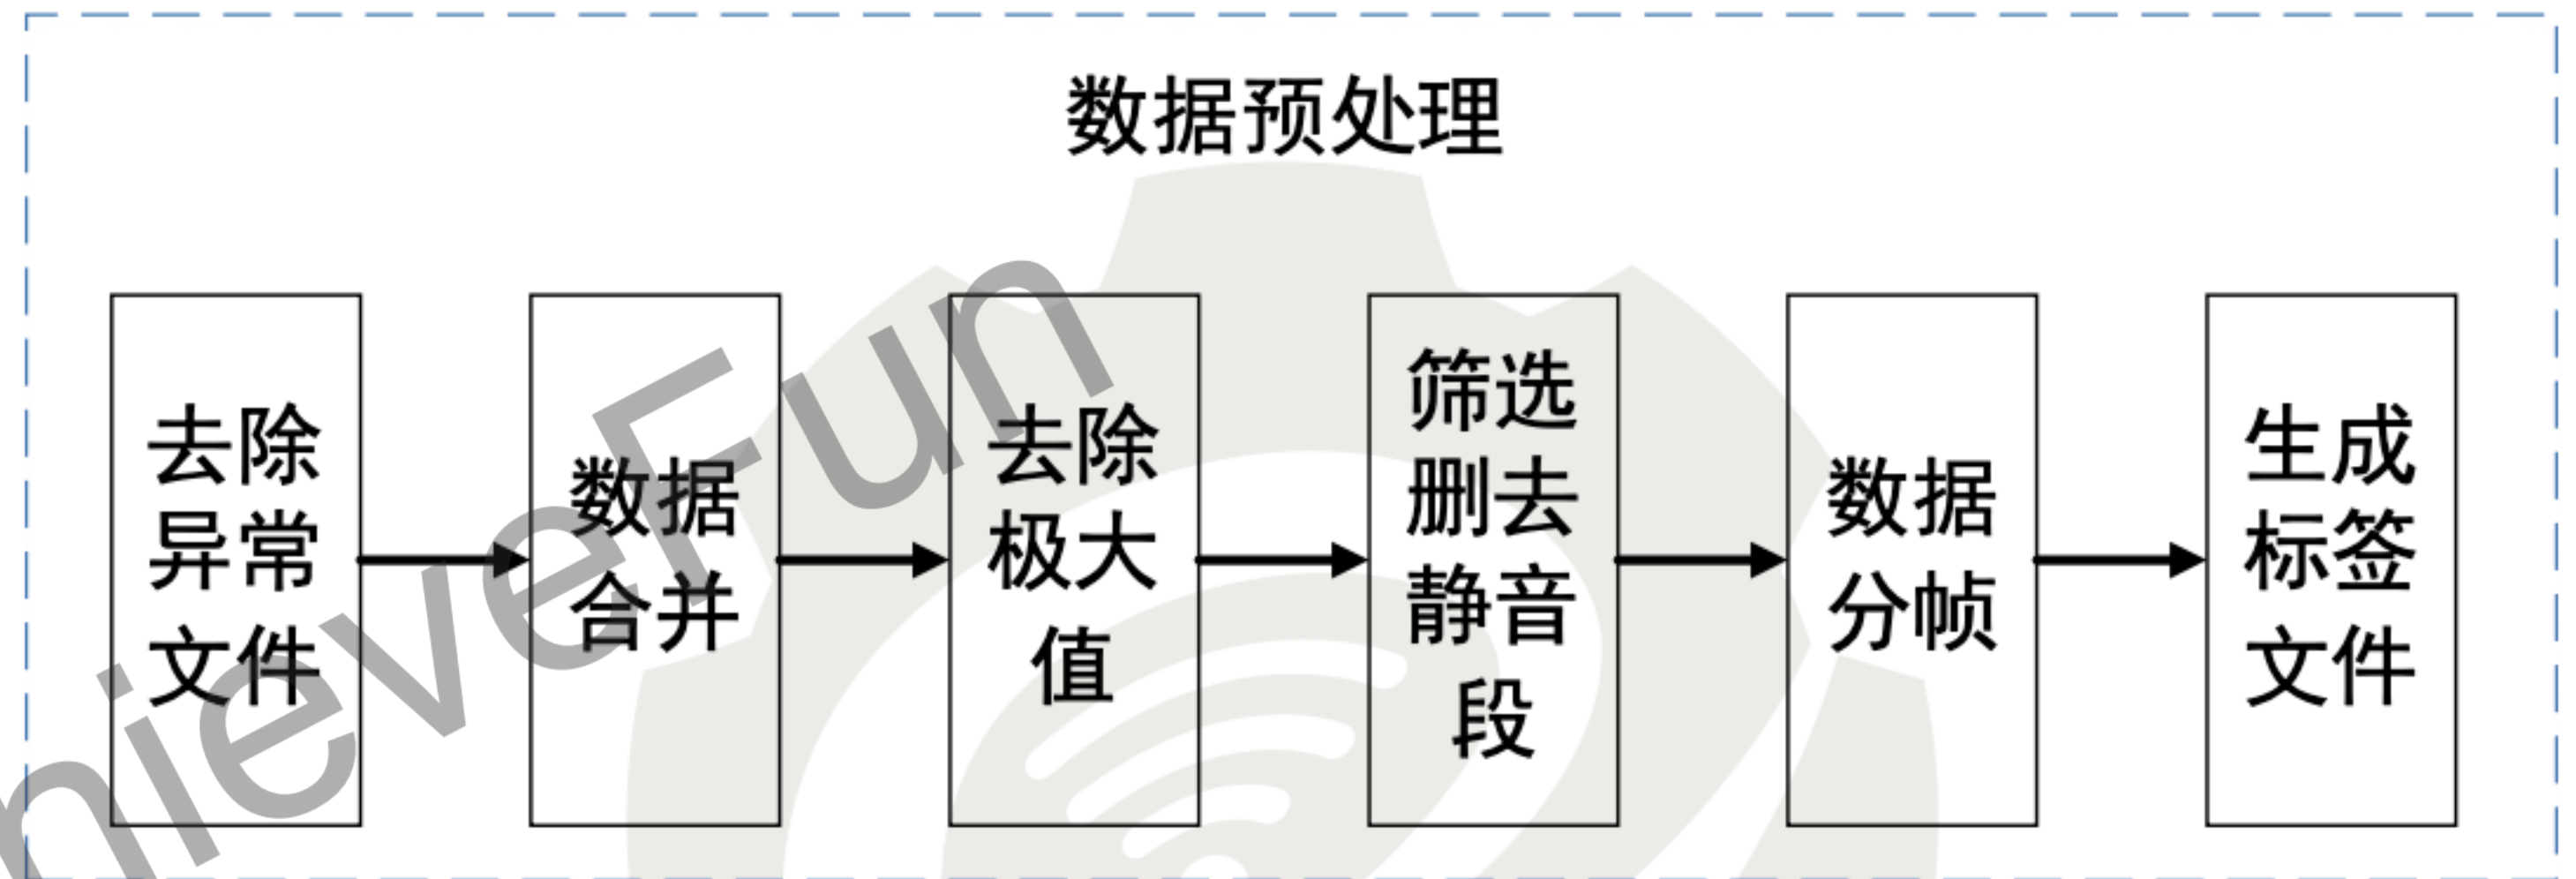 数据预处理
去除
异常
文件
数据
合并
去除
极大
值
筛选
删去
静音
段
数据
分帧
生成
标签
文件
nieveFun